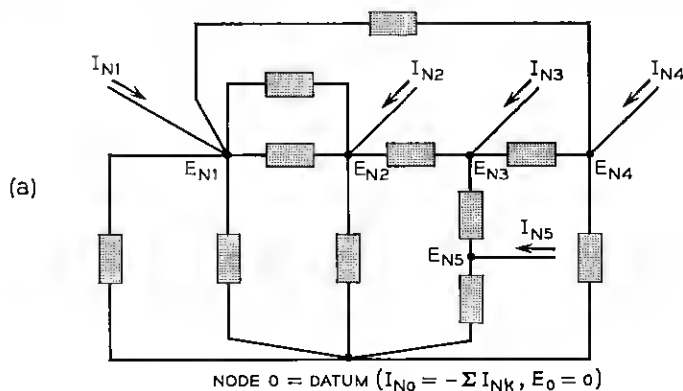 I_N1
I_N2
I_N3
I_N4
E_N1
E_N2
E_N3
E_N4
(a)
I_N5
E_N5
NODE 0 = DATUM (I_N0 = −Σ I_Nk, E_0 = 0)